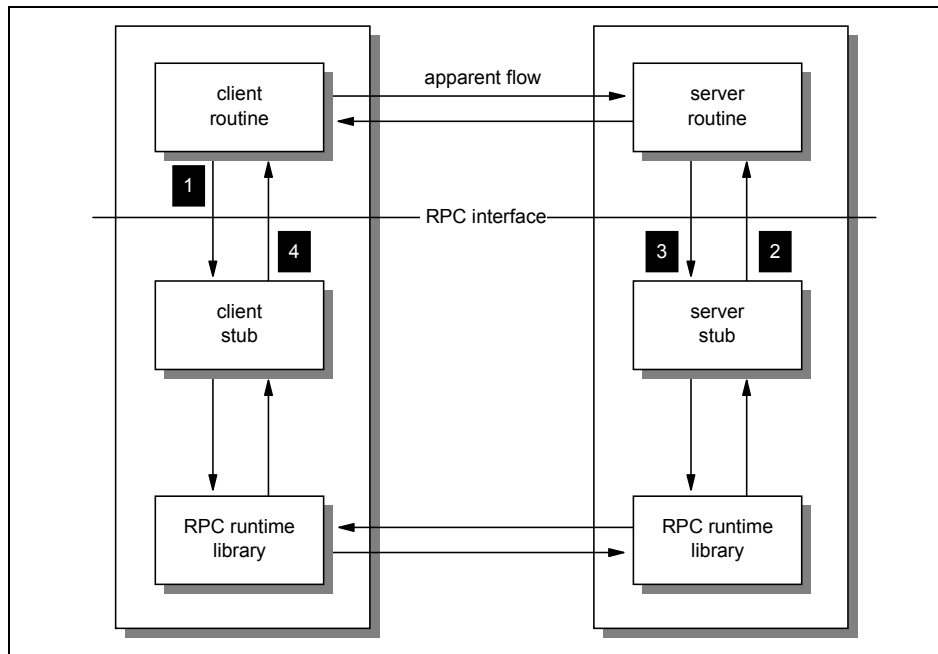 client
routine
apparent flow
server
routine
1
RPC interface
4
3
2
client
stub
server
stub
RPC runtime
library
RPC runtime
library